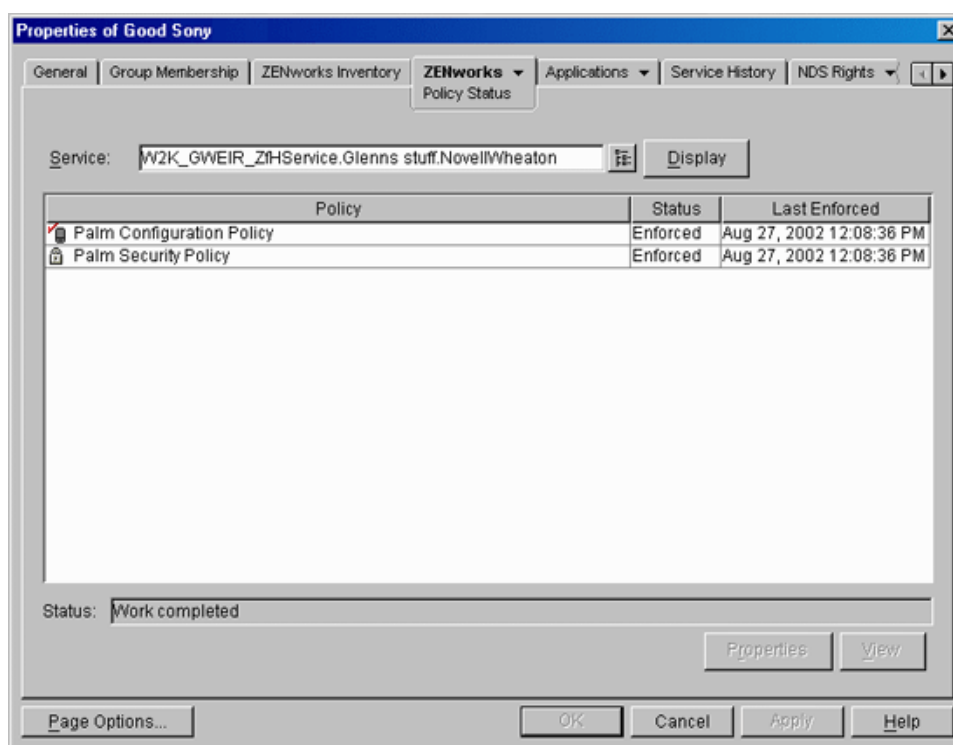 Properties of Good Sony
General Group Membership ZENworks Inventory ZENworks Applications Service History NDS Rights
Policy Status
Service: W2K_GWEIR_ZfHService.Glenns stuff.NovellWheaton Display
Policy Status Last Enforced
Palm Configuration Policy Enforced Aug 27, 2002 12:08:36 PM
Palm Security Policy Enforced Aug 27, 2002 12:08:36 PM
Status: Work completed
Properties View
Page Options... OK Cancel Apply Help